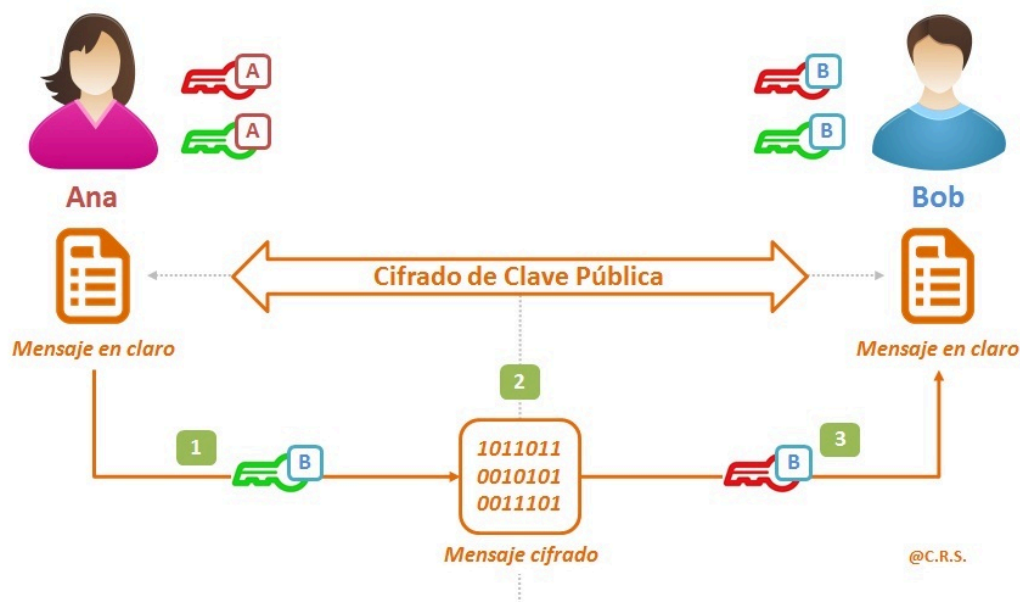 A
B
A
B
Ana
Bob
Cifrado de Clave Pública
Mensaje en claro
Mensaje en claro
2
1
3
B
B
1011011
0010101
0011101
Mensaje cifrado
@C.R.S.